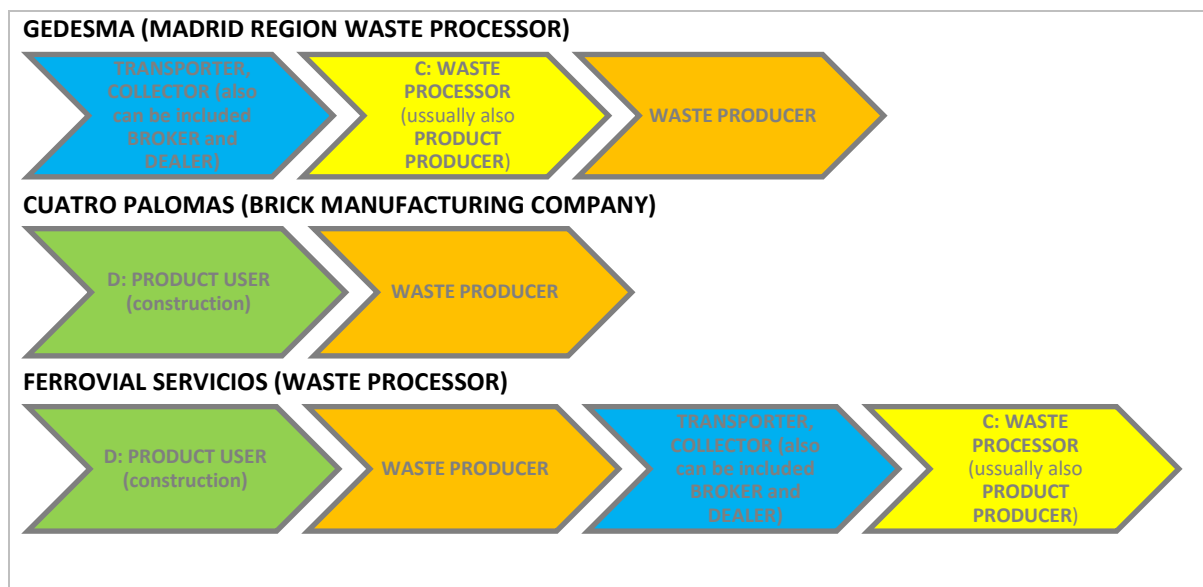 GEDESMA (MADRID REGION WASTE PROCESSOR)
TRANSPORTER,
COLLECTOR (also
can be included
BROKER and
DEALER)
C: WASTE
PROCESSOR
(ussually also
PRODUCT
PRODUCER)
WASTE PRODUCER
CUATRO PALOMAS (BRICK MANUFACTURING COMPANY)
D: PRODUCT USER
(construction)
WASTE PRODUCER
FERROVIAL SERVICIOS (WASTE PROCESSOR)
D: PRODUCT USER
(construction)
WASTE PRODUCER
TRANSPORTER,
COLLECTOR (also
can be included
BROKER and
DEALER)
C: WASTE
PROCESSOR
(ussually also
PRODUCT
PRODUCER)